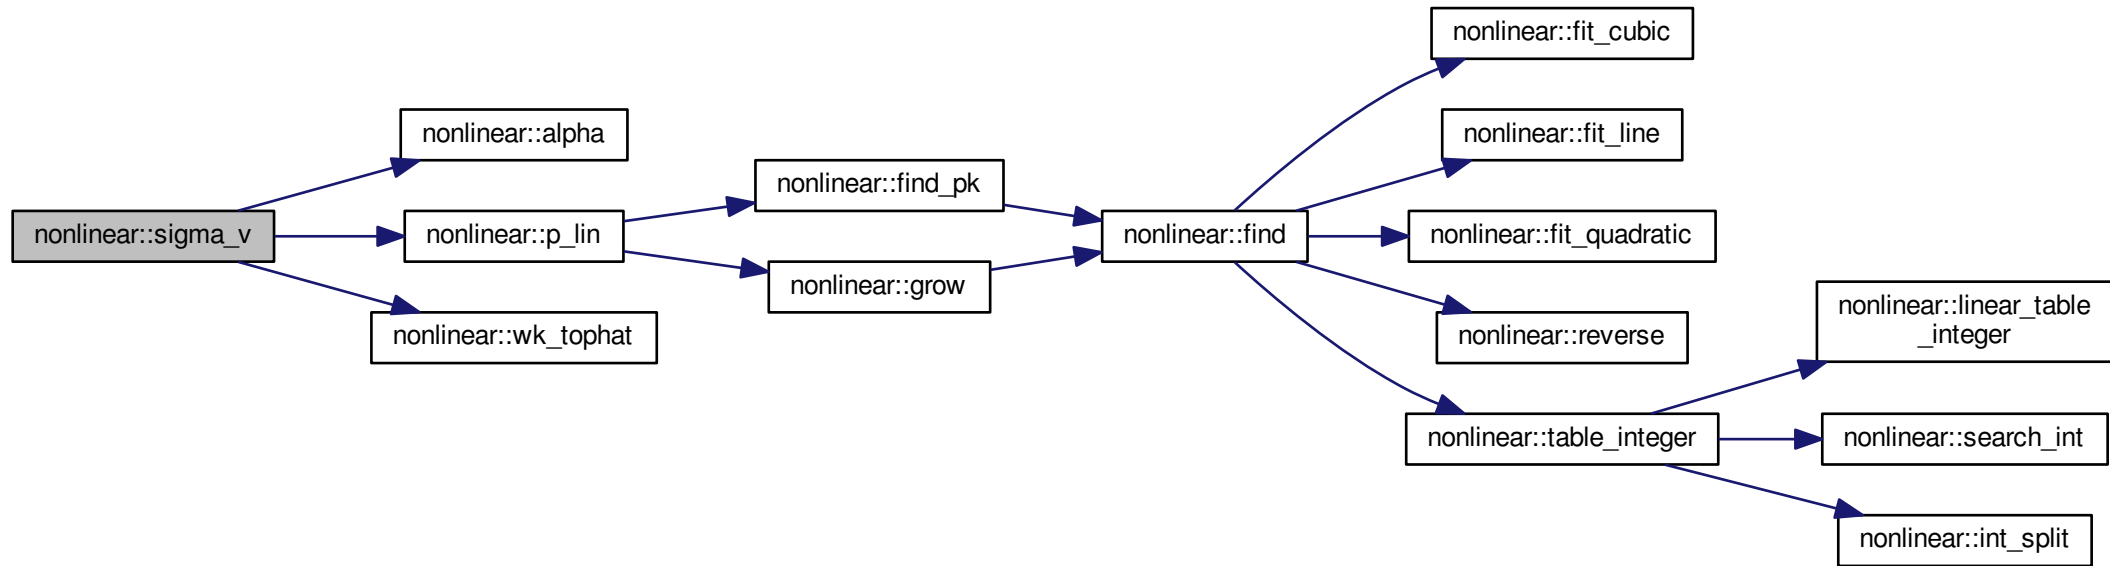 nonlinear::sigma_v
nonlinear::alpha
nonlinear::p_lin
nonlinear::wk_tophat
nonlinear::find_pk
nonlinear::grow
nonlinear::find
nonlinear::fit_cubic
nonlinear::fit_line
nonlinear::fit_quadratic
nonlinear::reverse
nonlinear::table_integer
nonlinear::linear_table
_integer
nonlinear::search_int
nonlinear::int_split